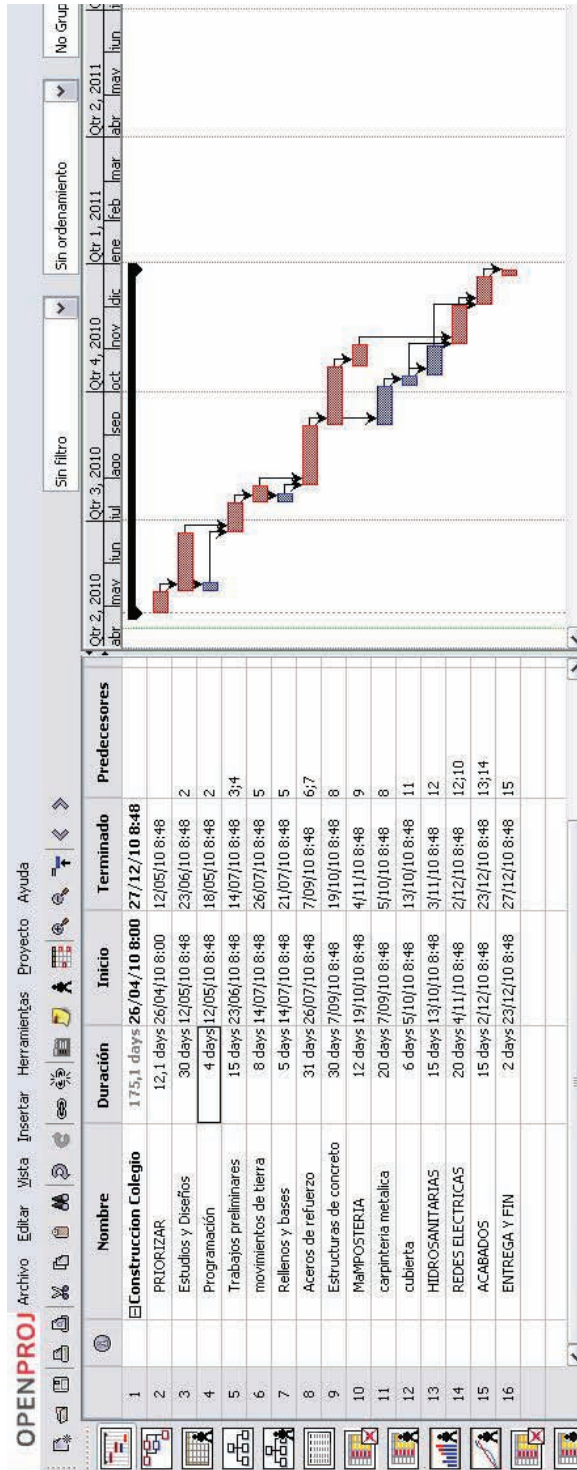 OPENPROJ Archivo Editar Vista Insertar Herramientas Proyecto Ayuda
Sin filtro Sin ordenamiento No Grup
Nombre Duración Inicio Terminado Predecesores
Qtr 2, 2010 Qtr 3, 2010 Qtr 4, 2010 Qtr 1, 2011 Qtr 2, 2011
abr may jun jul ago sep oct nov dic ene feb mar abr may jun
1 Construccion Colegio 175,1 days 26/04/10 8:00 27/12/10 8:48
2 PRIORIZAR 12,1 days 26/04/10 8:00 12/05/10 8:48
3 Estudios y Diseños 30 days 12/05/10 8:48 23/06/10 8:48 2
4 Programación 4 days 12/05/10 8:48 18/05/10 8:48 2
5 Trabajos preliminares 15 days 23/06/10 8:48 14/07/10 8:48 3;4
6 movimientos de tierra 8 days 14/07/10 8:48 26/07/10 8:48 5
7 Rellenos y bases 5 days 14/07/10 8:48 21/07/10 8:48 5
8 Aceros de refuerzo 31 days 26/07/10 8:48 7/09/10 8:48 6;7
9 Estructuras de concreto 30 days 7/09/10 8:48 19/10/10 8:48 8
10 MaMPOSTERIA 12 days 19/10/10 8:48 4/11/10 8:48 9
11 carpinteria metalica 20 days 7/09/10 8:48 5/10/10 8:48 8
12 cubierta 6 days 5/10/10 8:48 13/10/10 8:48 11
13 HIDROSANITARIAS 15 days 13/10/10 8:48 3/11/10 8:48 12
14 REDES ELECTRICAS 20 days 4/11/10 8:48 2/12/10 8:48 12;10
15 ACABADOS 15 days 2/12/10 8:48 23/12/10 8:48 13;14
16 ENTREGA Y FIN 2 days 23/12/10 8:48 27/12/10 8:48 15